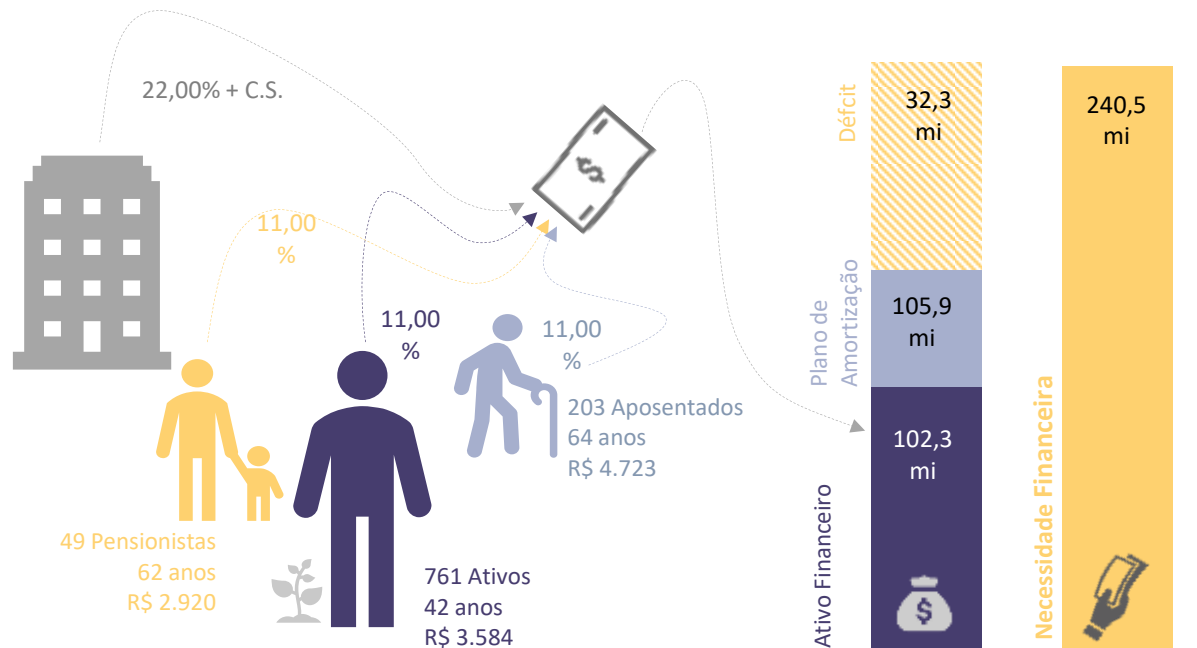 22,00% + C.S.
11,00
%
49 Pensionistas
62 anos
R$ 2.920
11,00
%
761 Ativos
42 anos
R$ 3.584
11,00
%
203 Aposentados
64 anos
R$ 4.723
$
Défcit
32,3
mi
Plano de
Amortização
105,9
mi
Ativo Financeiro
102,3
mi
$
Necessidade Financeira
240,5
mi